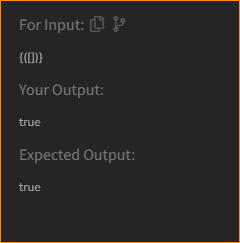 For Input:
{([])}
Your Output:
true
Expected Output:
true